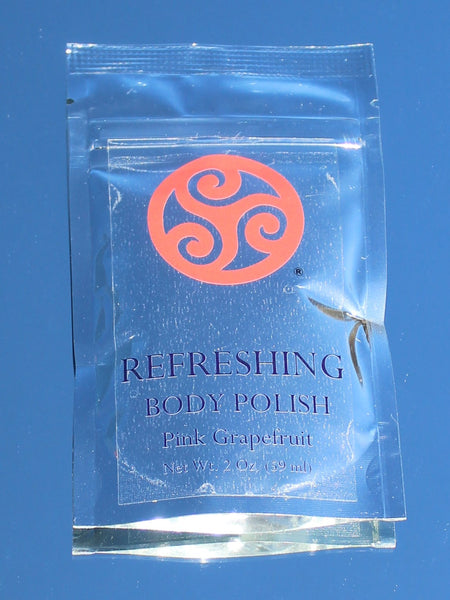 ®
REFRESHING
BODY POLISH
Pink Grapefruit
Net Wt. 2 Oz. (59 ml)